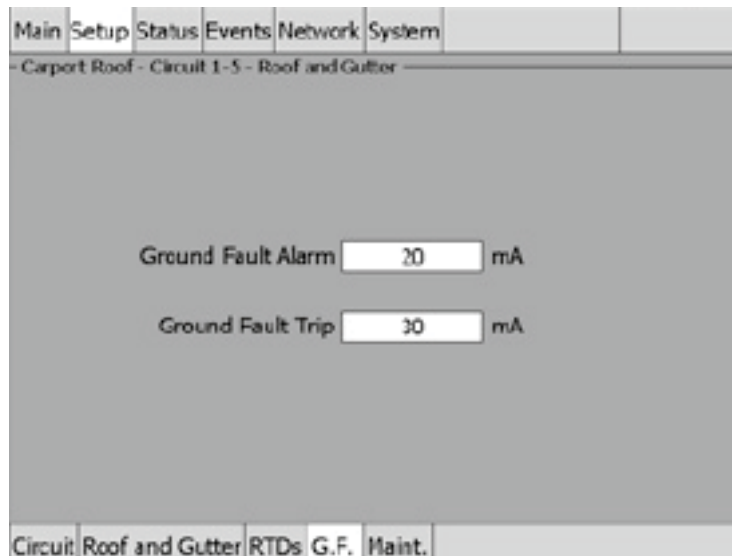 Main Setup Status Events Network System
Carport Roof - Circuit 1-5 - Roof and Gutter
Ground Fault Alarm 20 mA
Ground Fault Trip 30 mA
Circuit Roof and Gutter RTDs G.F. Maint.